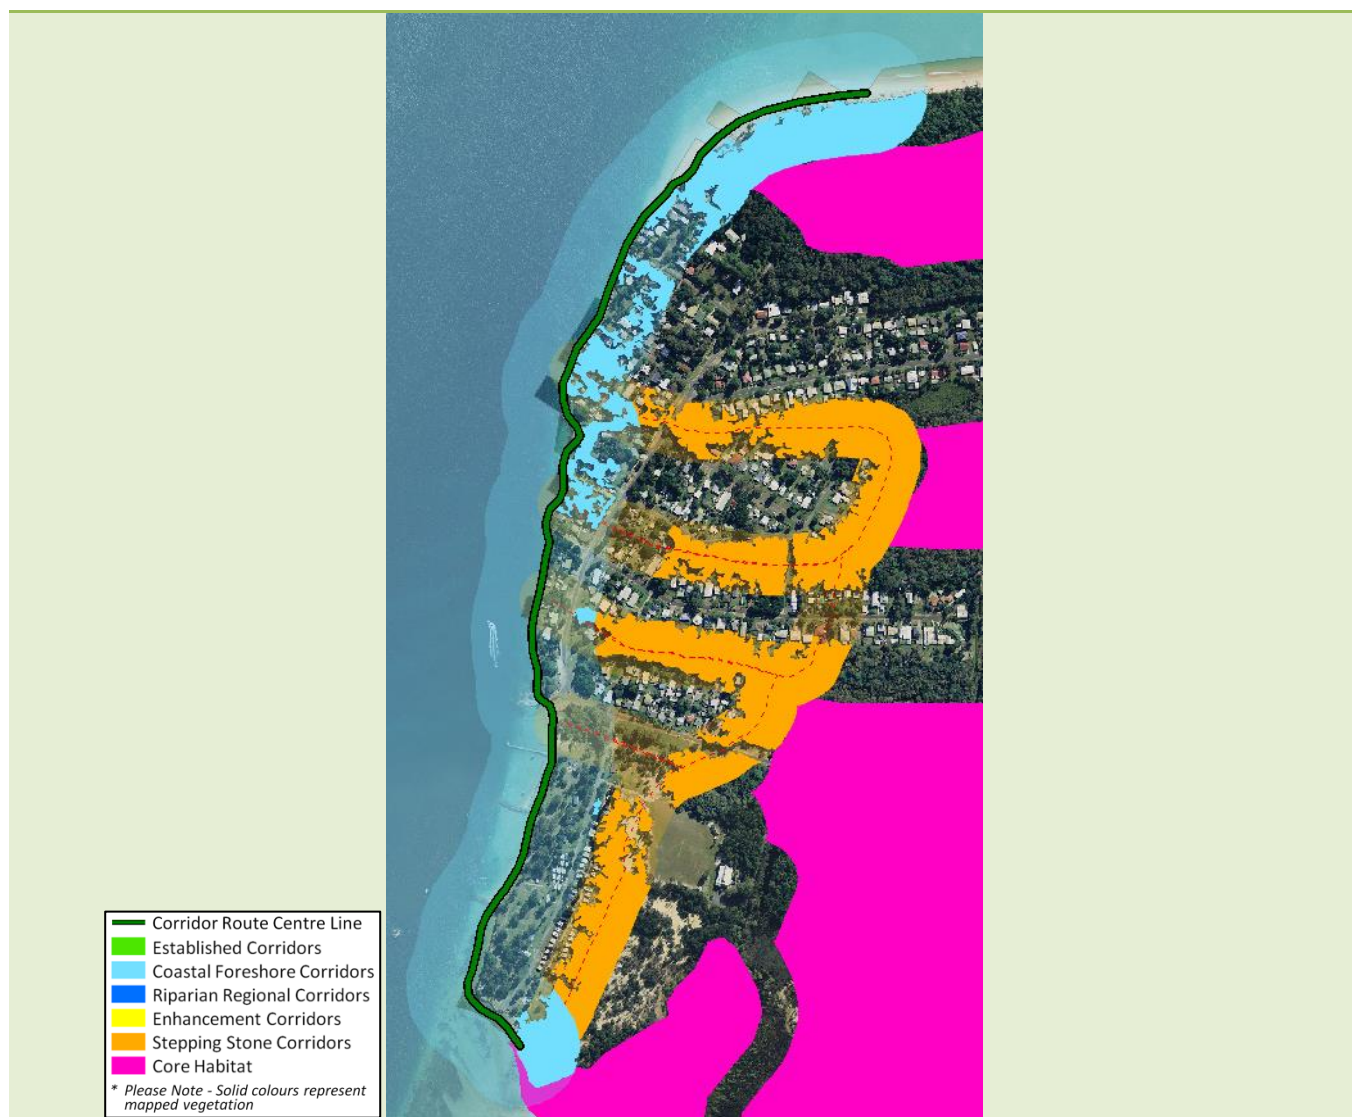 Corridor Route Centre Line
Established Corridors
Coastal Foreshore Corridors
Riparian Regional Corridors
Enhancement Corridors
Stepping Stone Corridors
Core Habitat
* Please Note - Solid colours represent
mapped vegetation